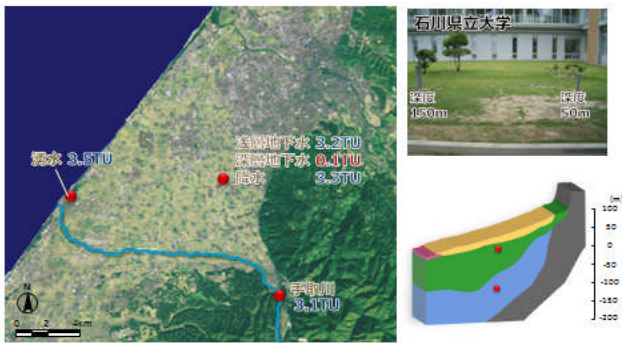 湧水 3.5TU
浅層地下水 3.2TU
深層地下水 0.1TU
降水 3.3TU
手取川
3.1TU
N
0 2 4km
石川県立大学
深度
150m
深度
50m
(m)
100
50
0
-50
-100
-150
-200